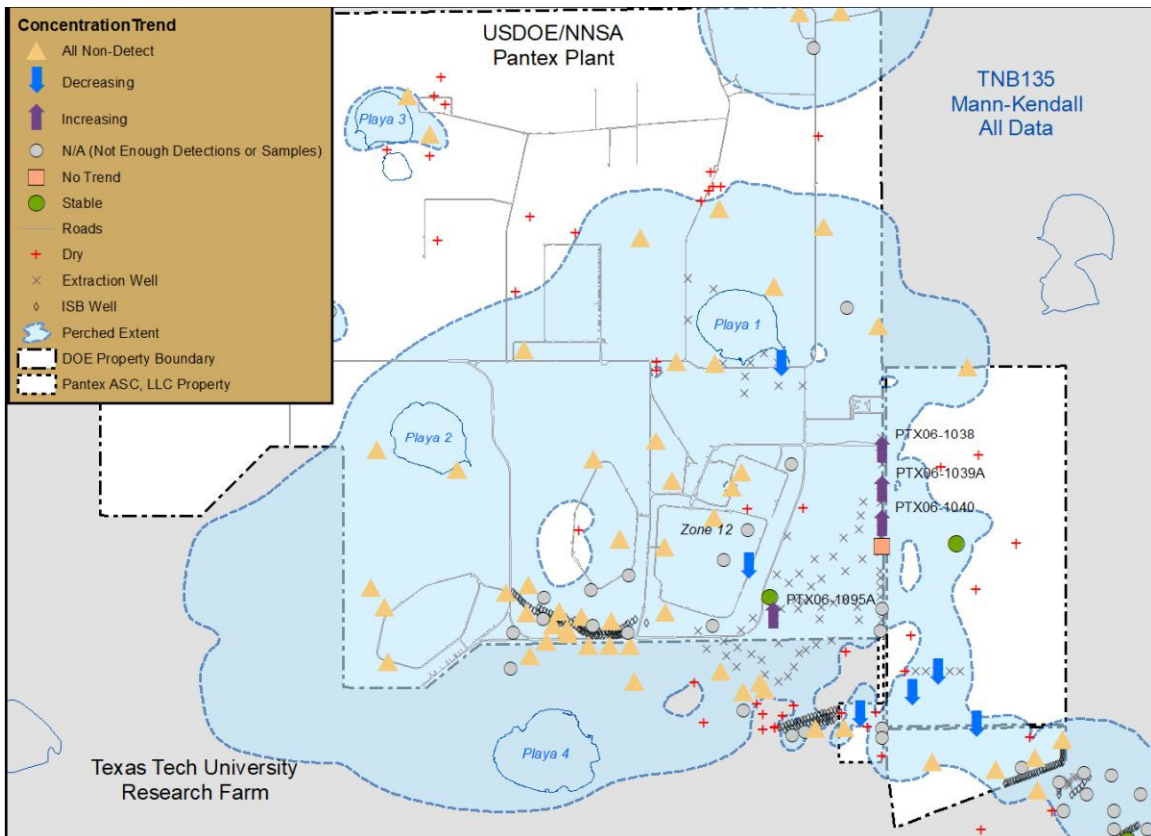 Concentration Trend
All Non-Detect
Decreasing
Increasing
N/A (Not Enough Detections or Samples)
No Trend
Stable
Roads
Dry
Extraction Well
ISB Well
Perched Extent
DOE Property Boundary
Pantex ASC, LLC Property
USDOE/NNSA
Pantex Plant
TNB135
Mann-Kendall
All Data
Playa 3
Playa 1
Playa 2
PTX06-1038
PTX06-1039A
PTX06-1040
Zone 12
PTX06-1095A
Playa 4
Texas Tech University
Research Farm